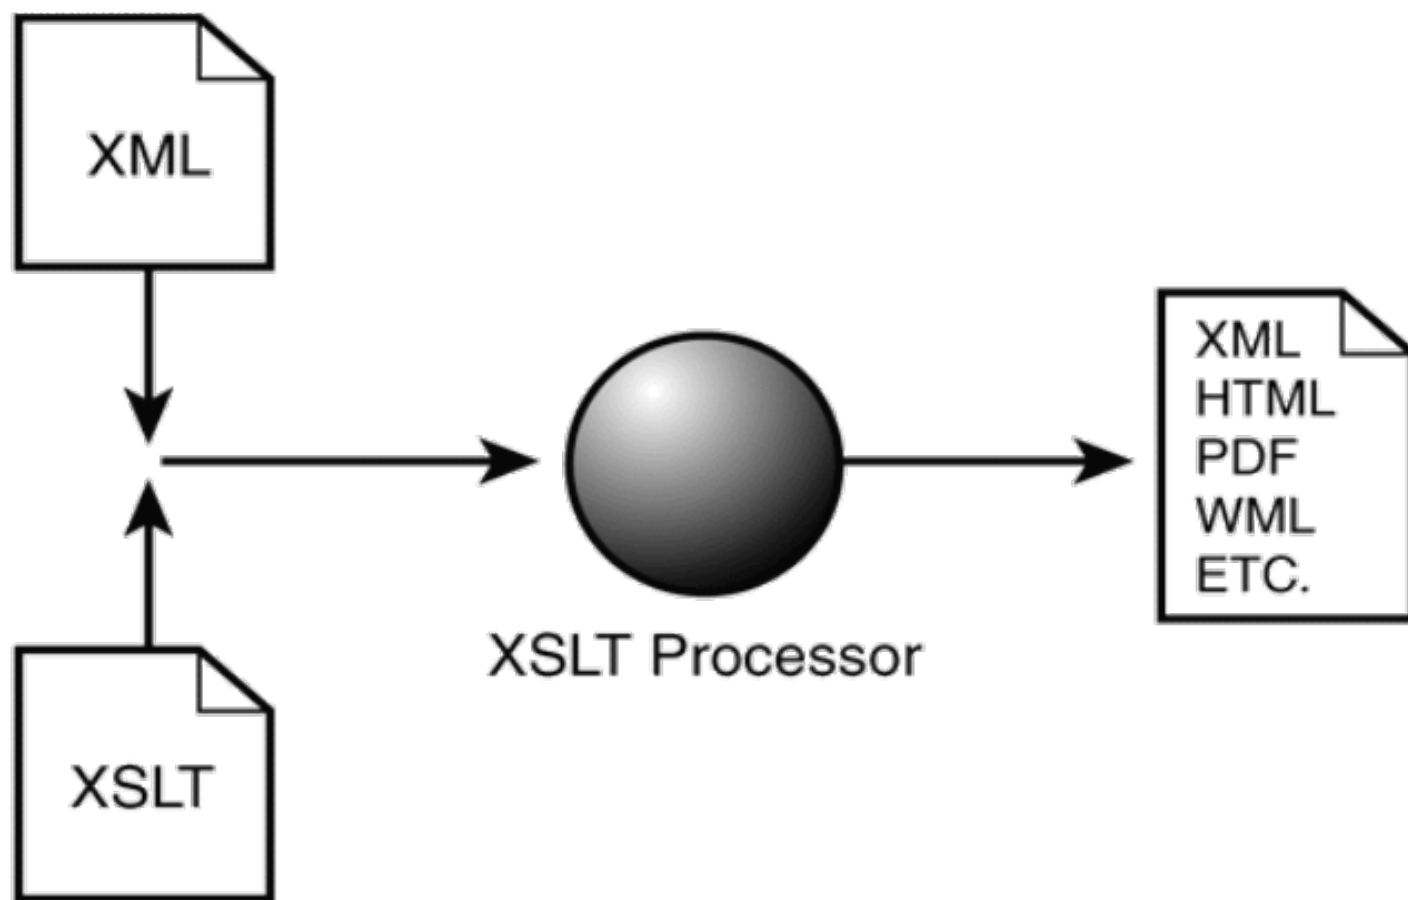 XML
XSLT
XSLT Processor
XML
HTML
PDF
WML
ETC.